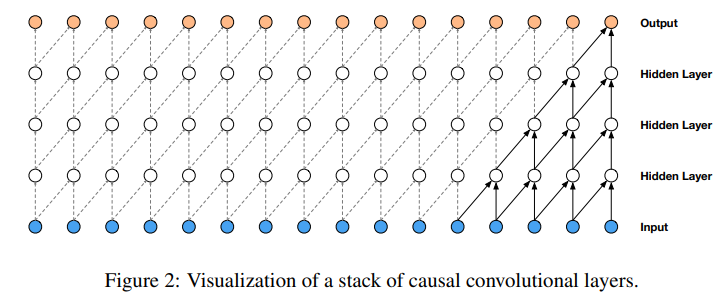 Output
Hidden Layer
Hidden Layer
Hidden Layer
Input
Figure 2: Visualization of a stack of causal convolutional layers.